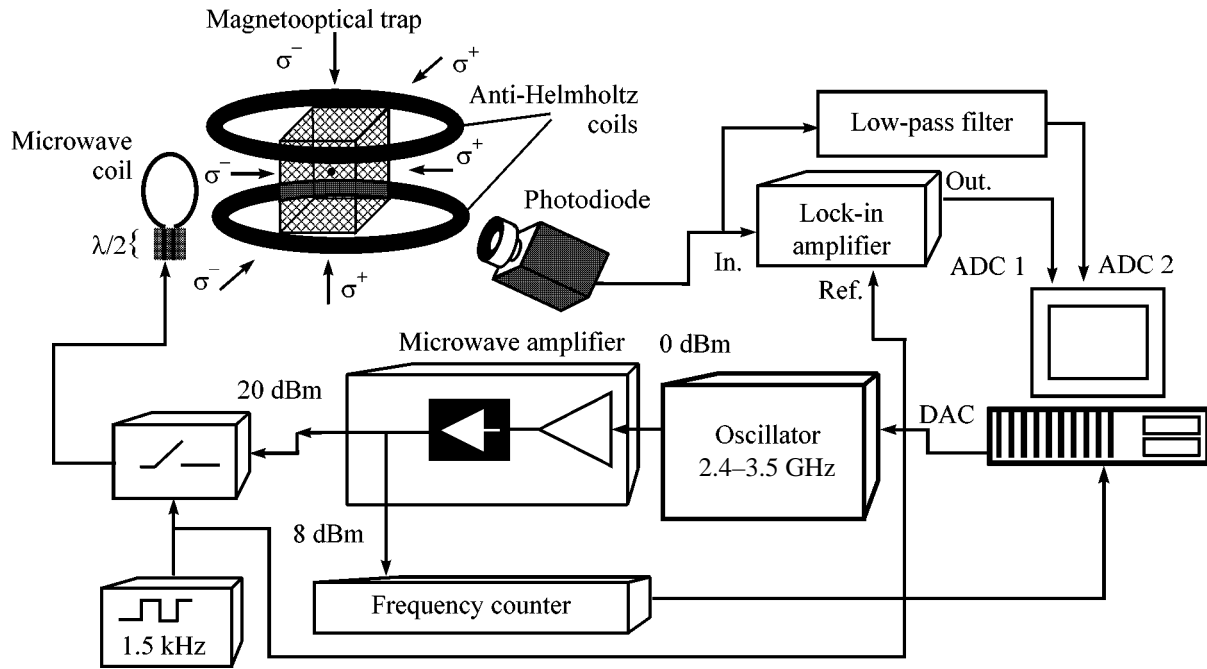 Magnetooptical trap
σ⁻
σ⁺
Anti-Helmholtz
coils
Microwave
coil
σ⁻
σ⁺
λ/2{
σ⁻
σ⁺
Photodiode
Low-pass filter
Lock-in
amplifier
Out.
In.
Ref.
ADC 1
ADC 2
Microwave amplifier
0 dBm
20 dBm
Oscillator
2.4–3.5 GHz
DAC
8 dBm
Frequency counter
1.5 kHz